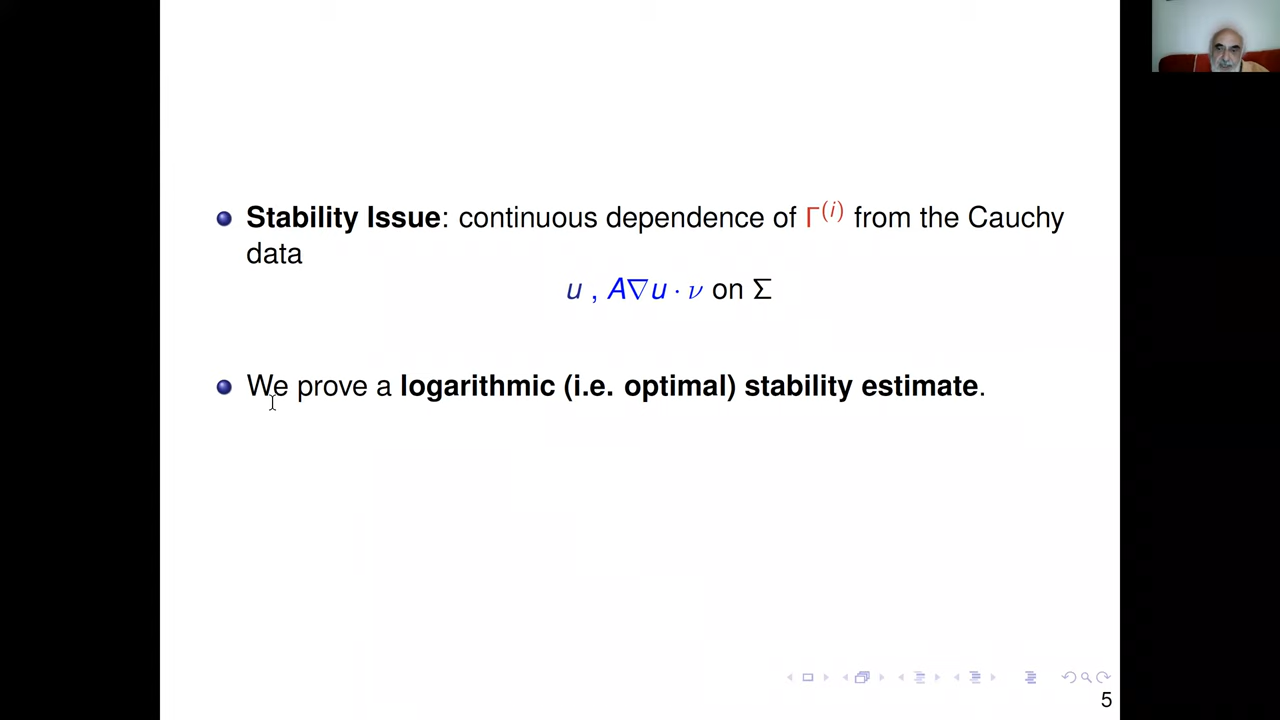 Stability Issue: continuous dependence of Γ⁽ⁱ⁾ from the Cauchy
data
u , A∇u · ν on Σ
We prove a logarithmic (i.e. optimal) stability estimate.
5